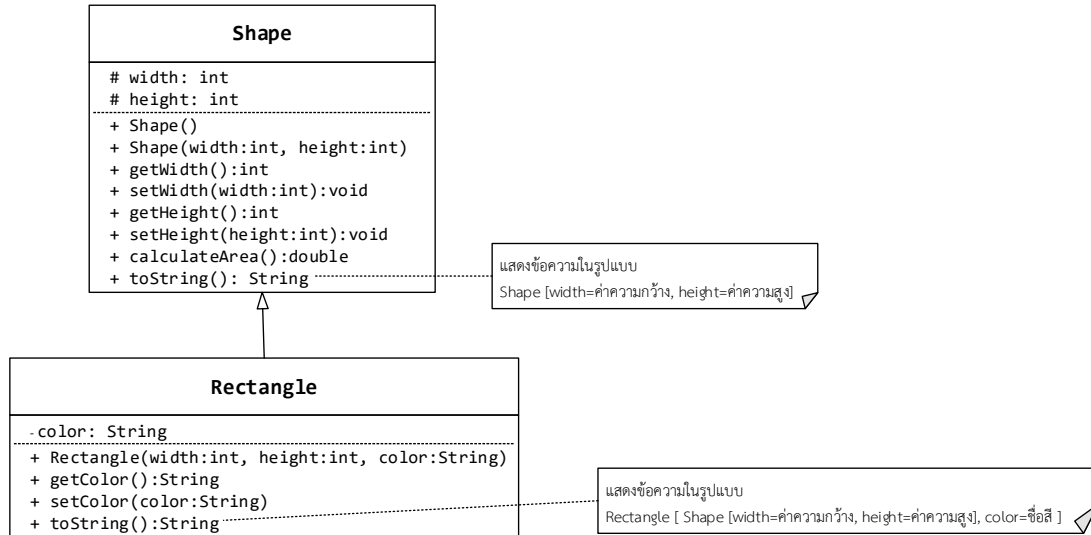 Shape
# width: int
# height: int
+ Shape()
+ Shape(width:int, height:int)
+ getWidth():int
+ setWidth(width:int):void
+ getHeight():int
+ setHeight(height:int):void
+ calculateArea():double
+ toString(): String
แสดงข้อความในรูปแบบ
Shape [width=ค่าความกว้าง, height=ค่าความสูง]
Rectangle
-color: String
+ Rectangle(width:int, height:int, color:String)
+ getColor():String
+ setColor(color:String)
+ toString():String
แสดงข้อความในรูปแบบ
Rectangle [ Shape [width=ค่าความกว้าง, height=ค่าความสูง], color=ชื่อสี ]